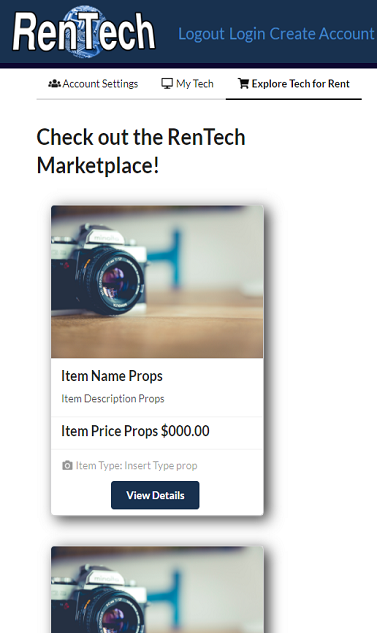 RenTech
Logout Login Create Account
Account Settings My Tech Explore Tech for Rent
Check out the RenTech
Marketplace!
Item Name Props
Item Description Props
Item Price Props $000.00
Item Type: Insert Type prop
View Details